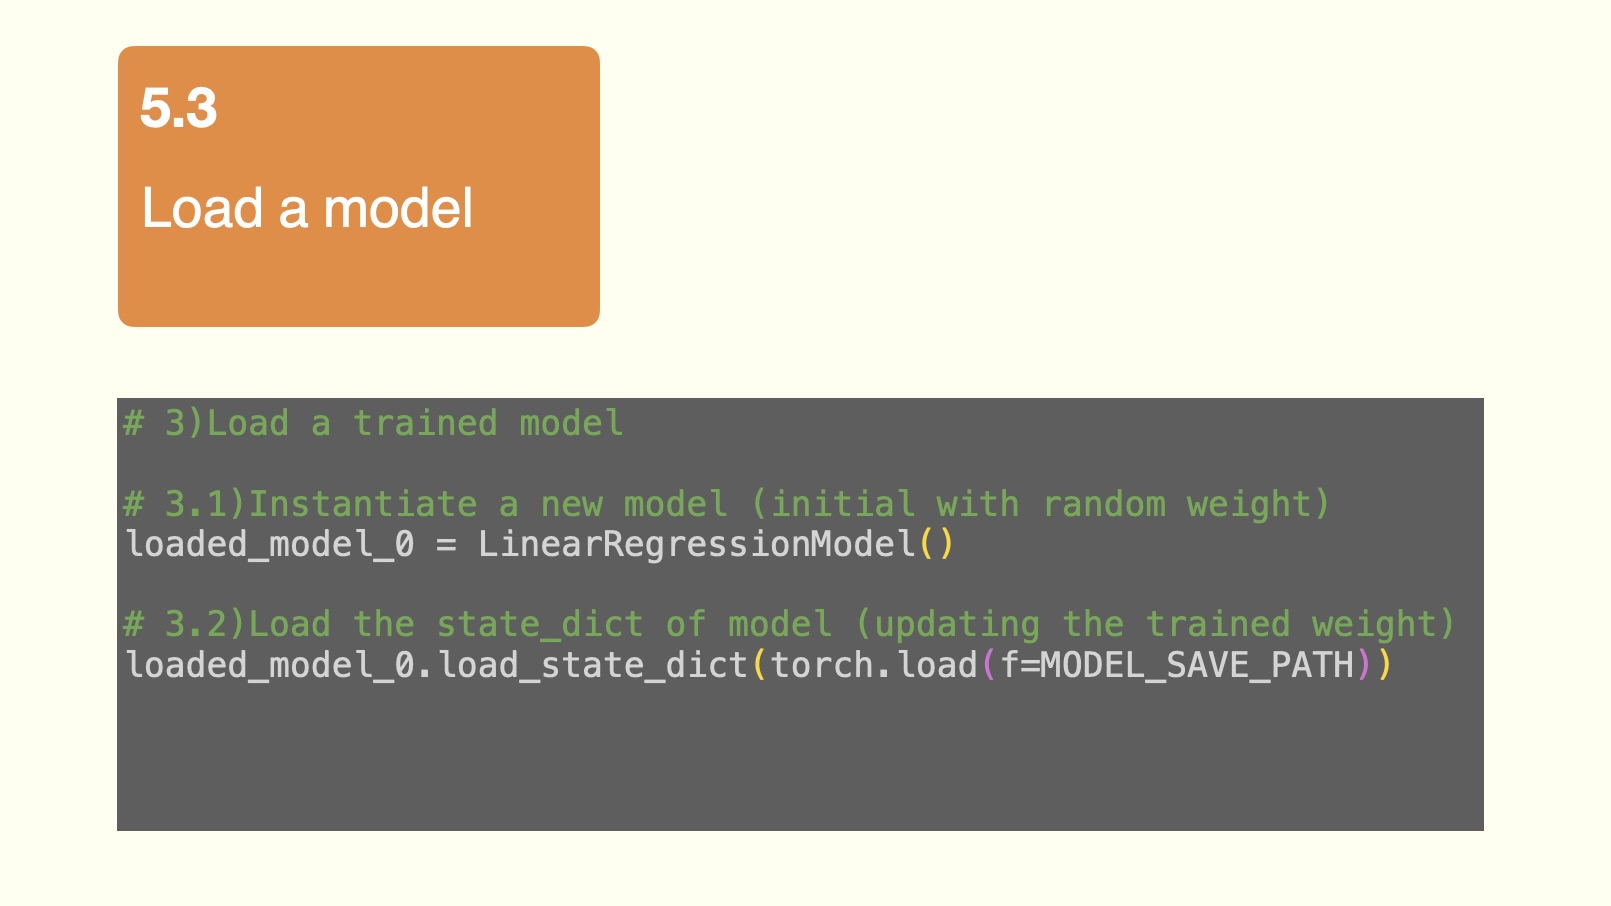 5.3
Load a model
# 3)Load a trained model
# 3.1)Instantiate a new model (initial with random weight)
loaded_model_0 = LinearRegressionModel()
# 3.2)Load the state_dict of model (updating the trained weight)
loaded_model_0.load_state_dict(torch.load(f=MODEL_SAVE_PATH))